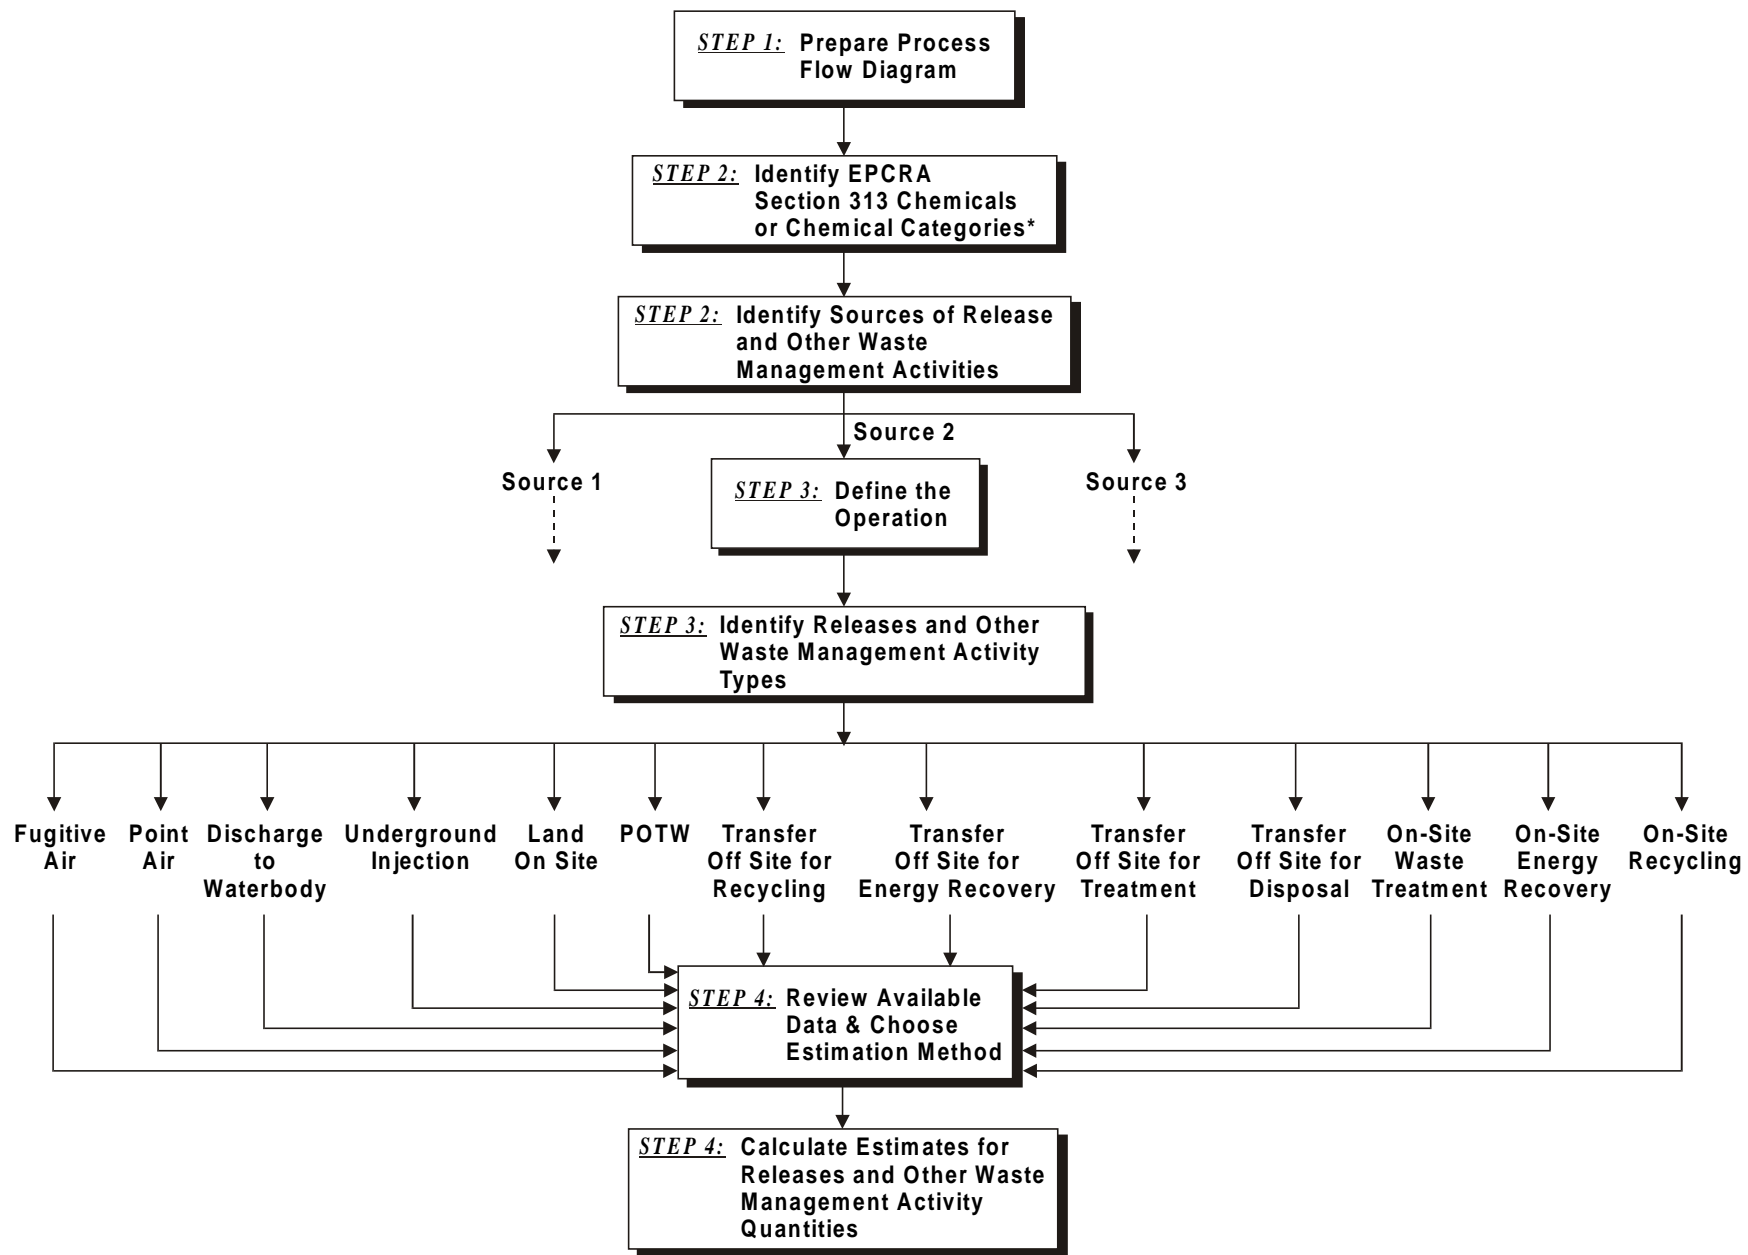 STEP 1: Prepare Process
Flow Diagram
STEP 2: Identify EPCRA
Section 313 Chemicals
or Chemical Categories*
STEP 2: Identify Sources of Release
and Other Waste
Management Activities
Source 2
Source 1
Source 3
STEP 3: Define the
Operation
STEP 3: Identify Releases and Other
Waste Management Activity
Types
Fugitive
Air
Point
Air
Discharge
to
Waterbody
Underground
Injection
Land
On Site
POTW
Transfer
Off Site for
Recycling
Transfer
Off Site for
Energy Recovery
Transfer
Off Site for
Treatment
Transfer
Off Site for
Disposal
On-Site
Waste
Treatment
On-Site
Energy
Recovery
On-Site
Recycling
STEP 4: Review Available
Data & Choose
Estimation Method
STEP 4: Calculate Estimates for
Releases and Other Waste
Management Activity
Quantities